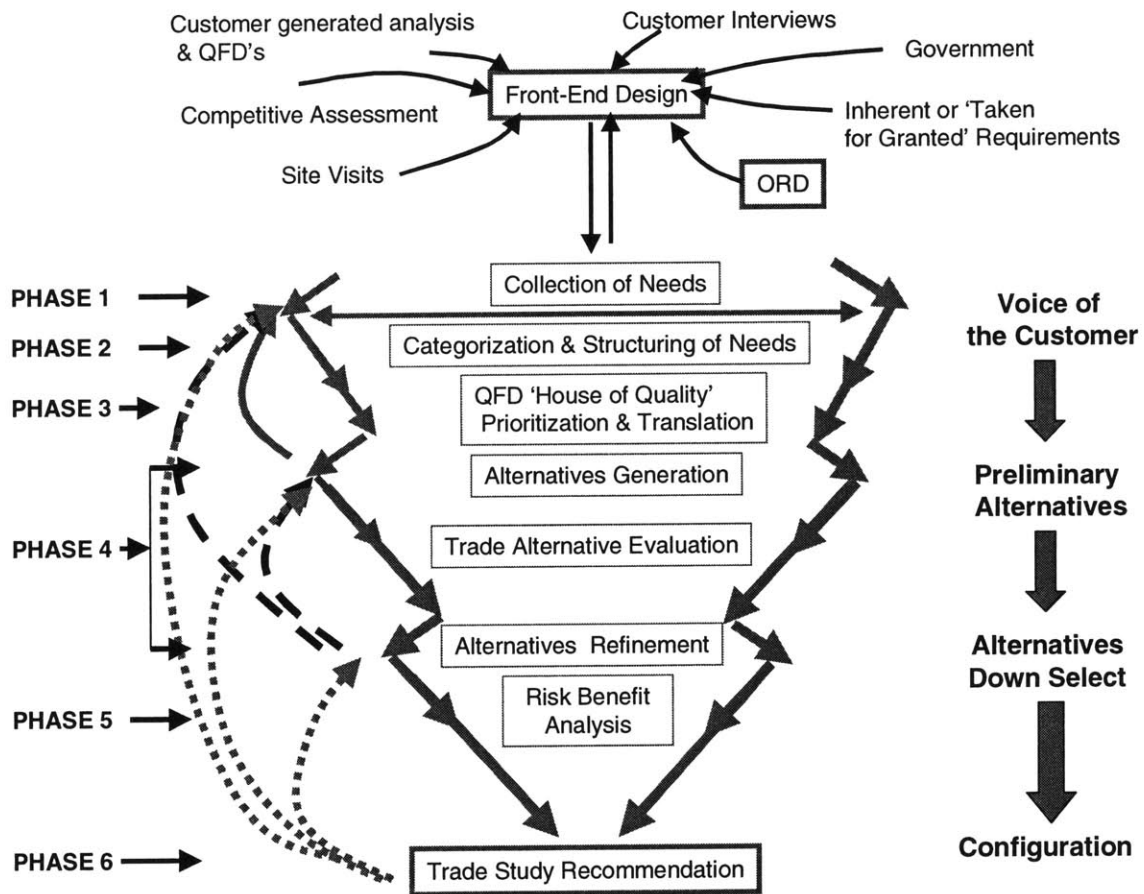 Customer generated analysis
& QFD's
Customer Interviews
Government
Front-End Design
Competitive Assessment
Inherent or 'Taken
for Granted' Requirements
Site Visits
ORD
PHASE 1
Collection of Needs
Voice of
the Customer
PHASE 2
Categorization & Structuring of Needs
PHASE 3
QFD 'House of Quality'
Prioritization & Translation
Alternatives Generation
Preliminary
Alternatives
PHASE 4
Trade Alternative Evaluation
Alternatives Refinement
Alternatives
Down Select
PHASE 5
Risk Benefit
Analysis
Configuration
PHASE 6
Trade Study Recommendation